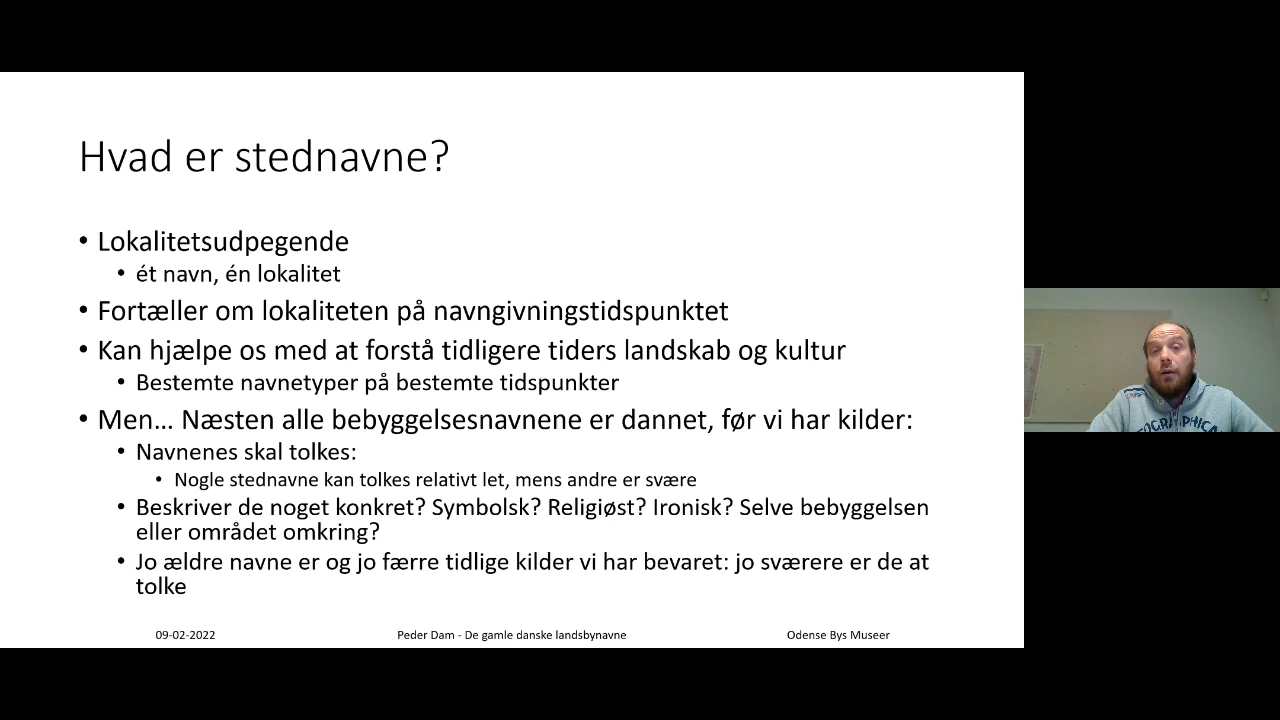 Hvad er stednavne?
• Lokalitetsudpegende
• ét navn, én lokalitet
• Fortæller om lokaliteten på navngivningstidspunktet
• Kan hjælpe os med at forstå tidligere tiders landskab og kultur
• Bestemte navnetyper på bestemte tidspunkter
• Men... Næsten alle bebyggelsesnavnene er dannet, før vi har kilder:
• Navnenes skal tolkes:
• Nogle stednavne kan tolkes relativt let, mens andre er svære
• Beskriver de noget konkret? Symbolsk? Religiøst? Ironisk? Selve bebyggelsen
eller området omkring?
• Jo ældre navne er og jo færre tidlige kilder vi har bevaret: jo sværere er de at
tolke
09-02-2022 Peder Dam - De gamle danske landsbynavne Odense Bys Museer